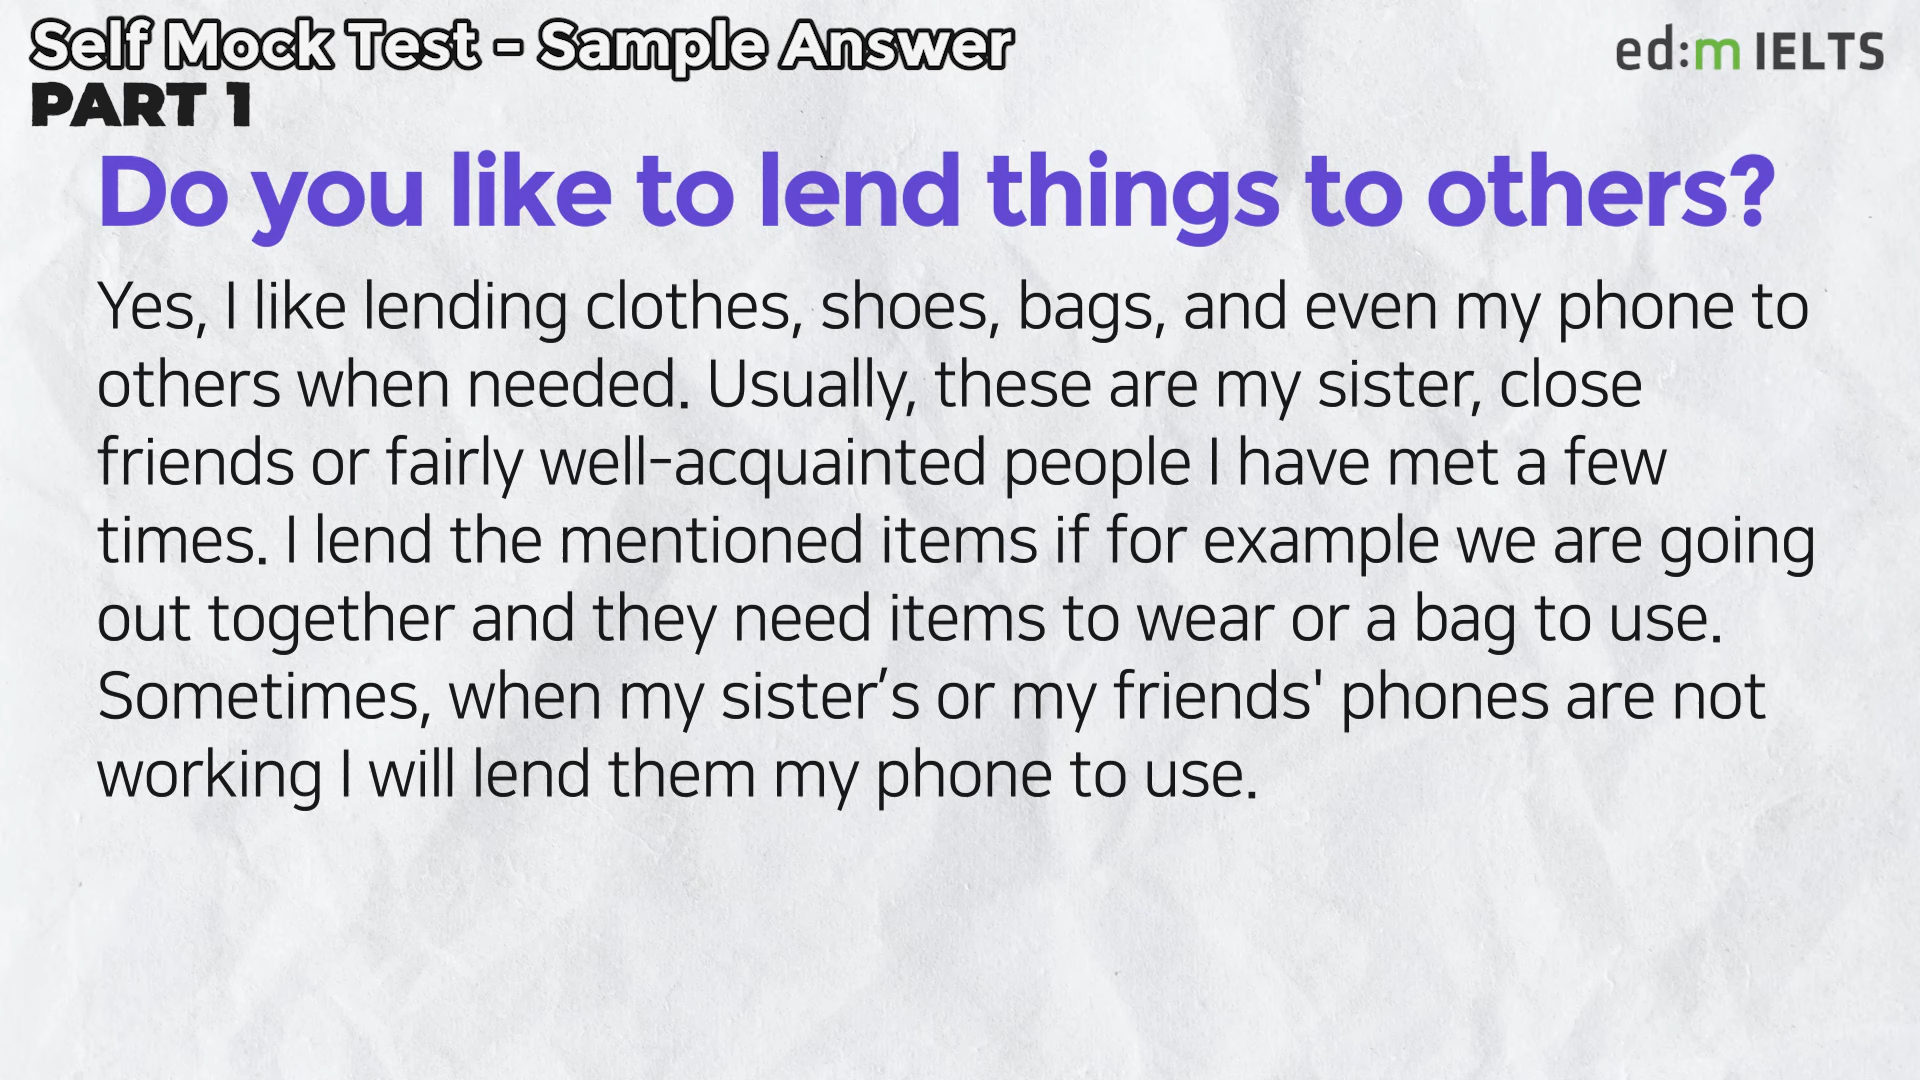 Self Mock Test - Sample Answer
ed:m IELTS
PART 1
Do you like to lend things to others?
Yes, I like lending clothes, shoes, bags, and even my phone to
others when needed. Usually, these are my sister, close
friends or fairly well-acquainted people I have met a few
times. I lend the mentioned items if for example we are going
out together and they need items to wear or a bag to use.
Sometimes, when my sister’s or my friends' phones are not
working I will lend them my phone to use.